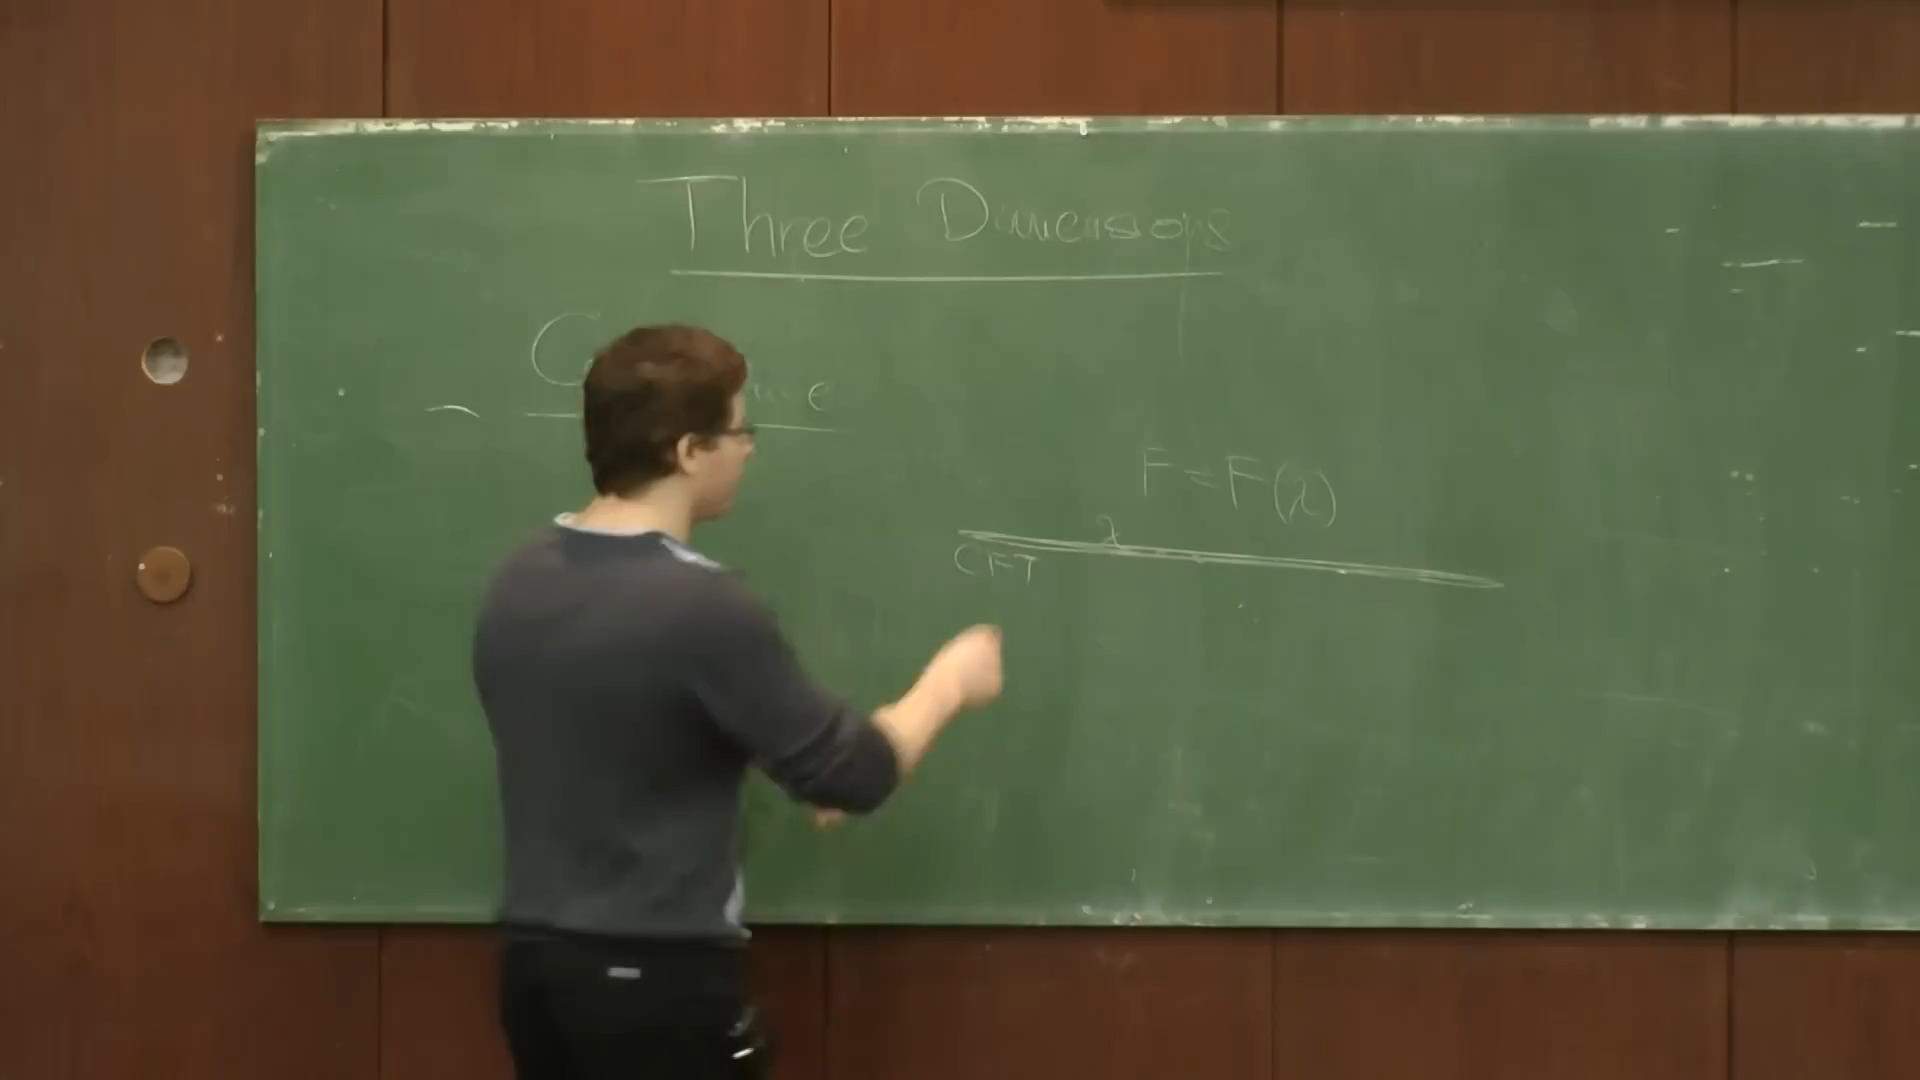 Three Dimensions
F = F(λ)
λ
CFT